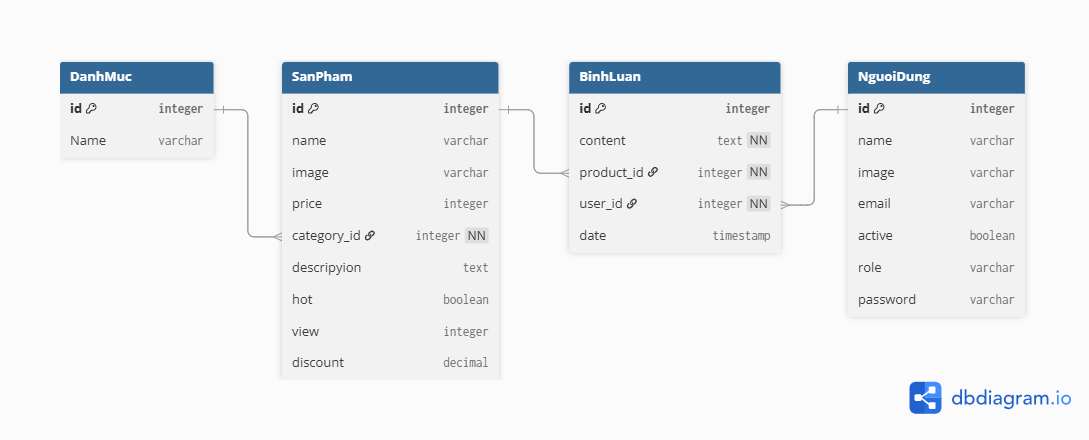 DanhMuc
id integer
Name varchar
SanPham
id integer
name varchar
image varchar
price integer
category_id integer NN
descripyion text
hot boolean
view integer
discount decimal
BinhLuan
id integer
content text NN
product_id integer NN
user_id integer NN
date timestamp
NguoiDung
id integer
name varchar
image varchar
email varchar
active boolean
role varchar
password varchar
dbdiagram.io